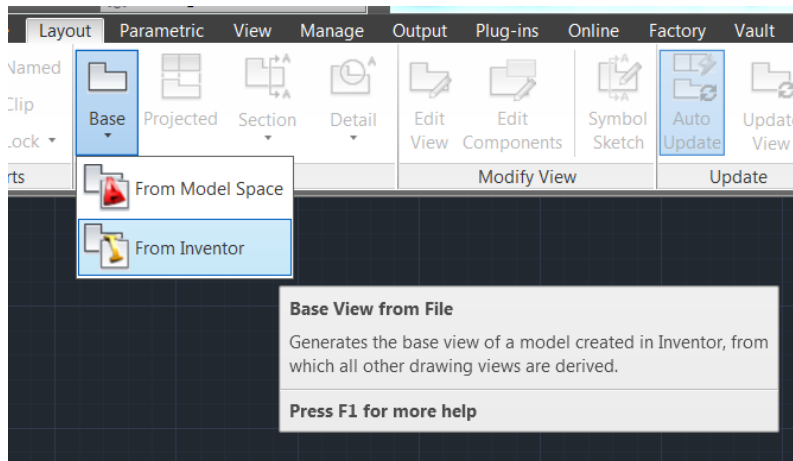 Layout Parametric View Manage Output Plug-ins Online Factory Vault
Named
Clip
Lock
Base Projected Section Detail
Edit View
Edit Components
Symbol Sketch
Auto Update
Update View
Modify View Update
From Model Space
From Inventor
Base View from File
Generates the base view of a model created in Inventor, from
which all other drawing views are derived.
Press F1 for more help